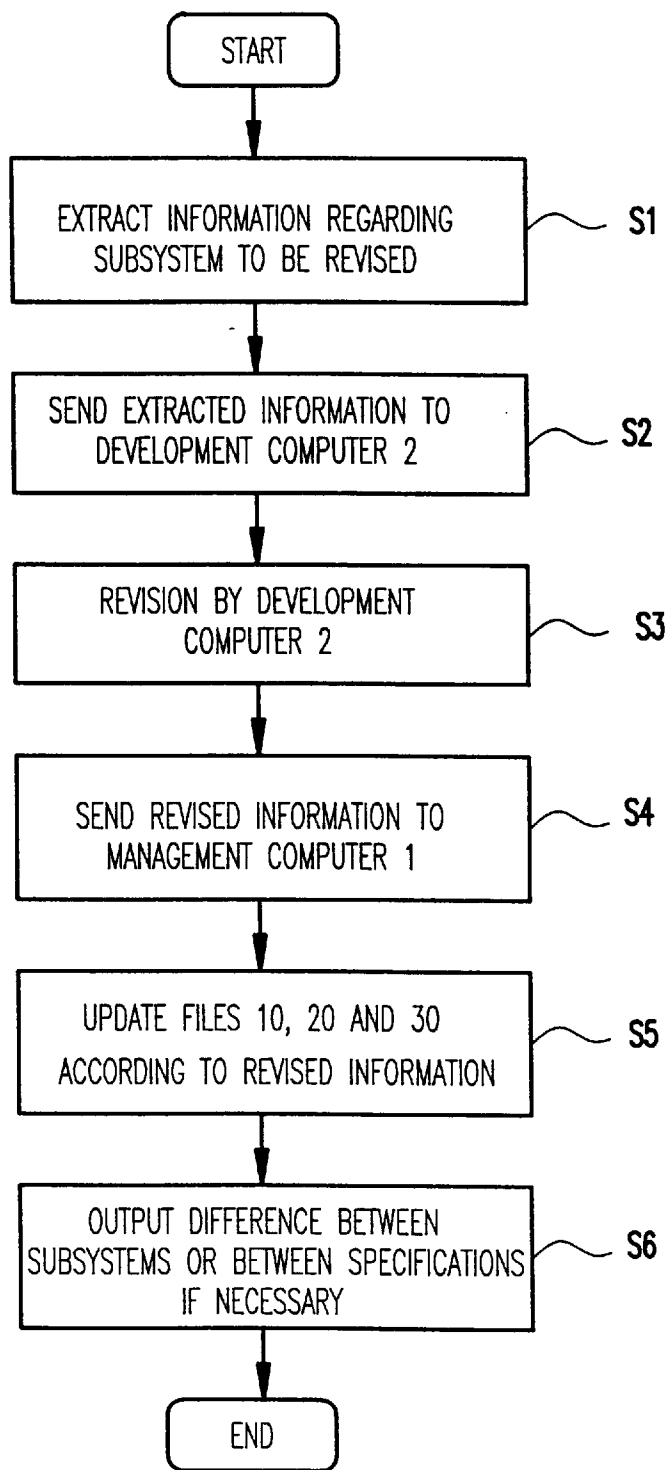 START
EXTRACT INFORMATION REGARDING
SUBSYSTEM TO BE REVISED
S1
SEND EXTRACTED INFORMATION TO
DEVELOPMENT COMPUTER 2
S2
REVISION BY DEVELOPMENT
COMPUTER 2
S3
SEND REVISED INFORMATION TO
MANAGEMENT COMPUTER 1
S4
UPDATE FILES 10, 20 AND 30
ACCORDING TO REVISED INFORMATION
S5
OUTPUT DIFFERENCE BETWEEN
SUBSYSTEMS OR BETWEEN SPECIFICATIONS
IF NECESSARY
S6
END